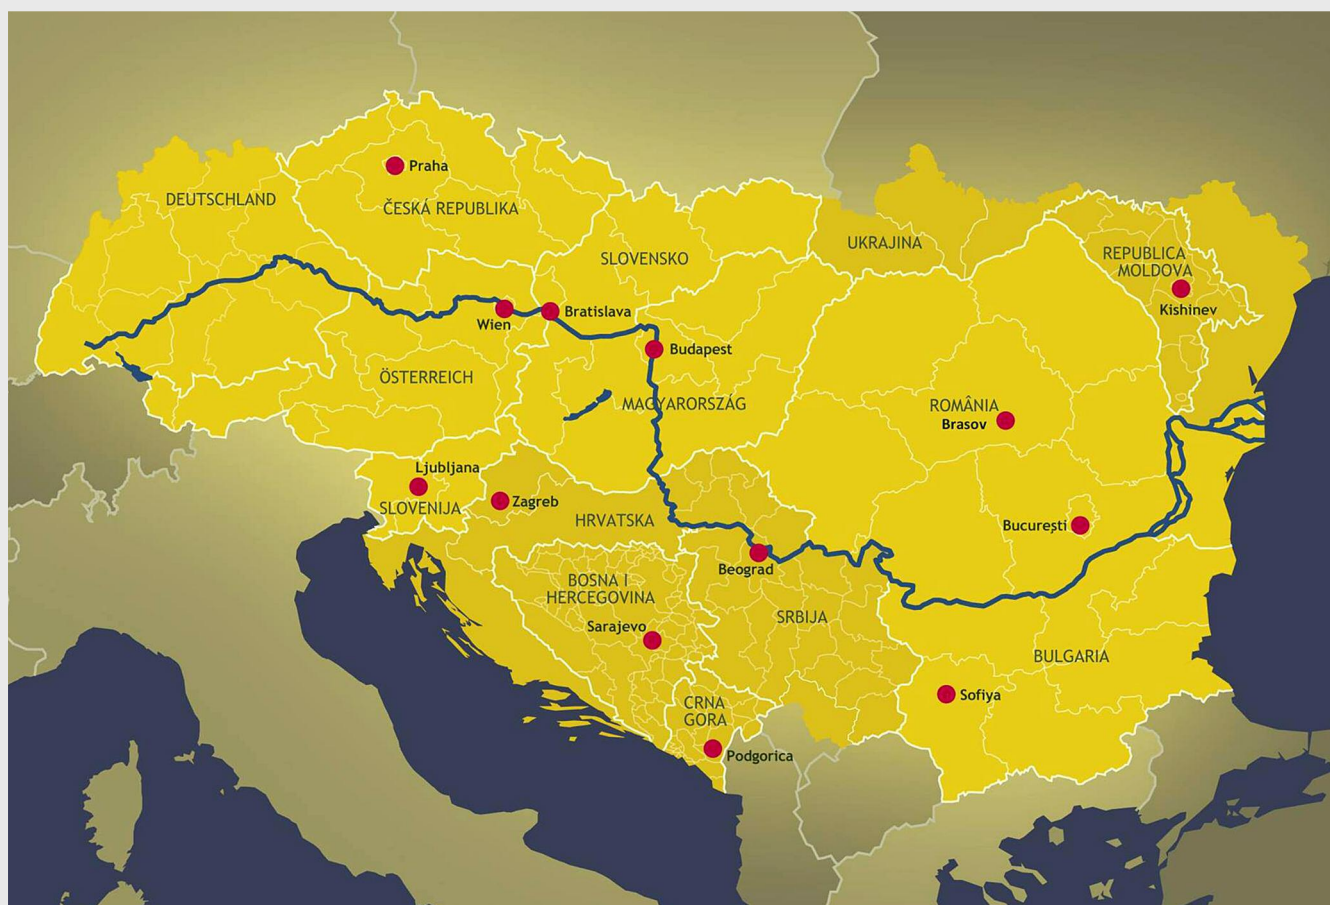 Praha
DEUTSCHLAND
ČESKÁ REPUBLIKA
UKRAJINA
SLOVENSKO
REPUBLICA
MOLDOVA
Kishinev
Wien
Bratislava
Budapest
ÖSTERREICH
MAGYARORSZÁG
ROMÂNIA
Brasov
Ljubljana
SLOVENIJA
Zagreb
HRVATSKA
București
Beograd
BOSNA I
HERCEGOVINA
SRBIJA
Sarajevo
BULGARIA
Sofiya
CRNA
GORA
Podgorica